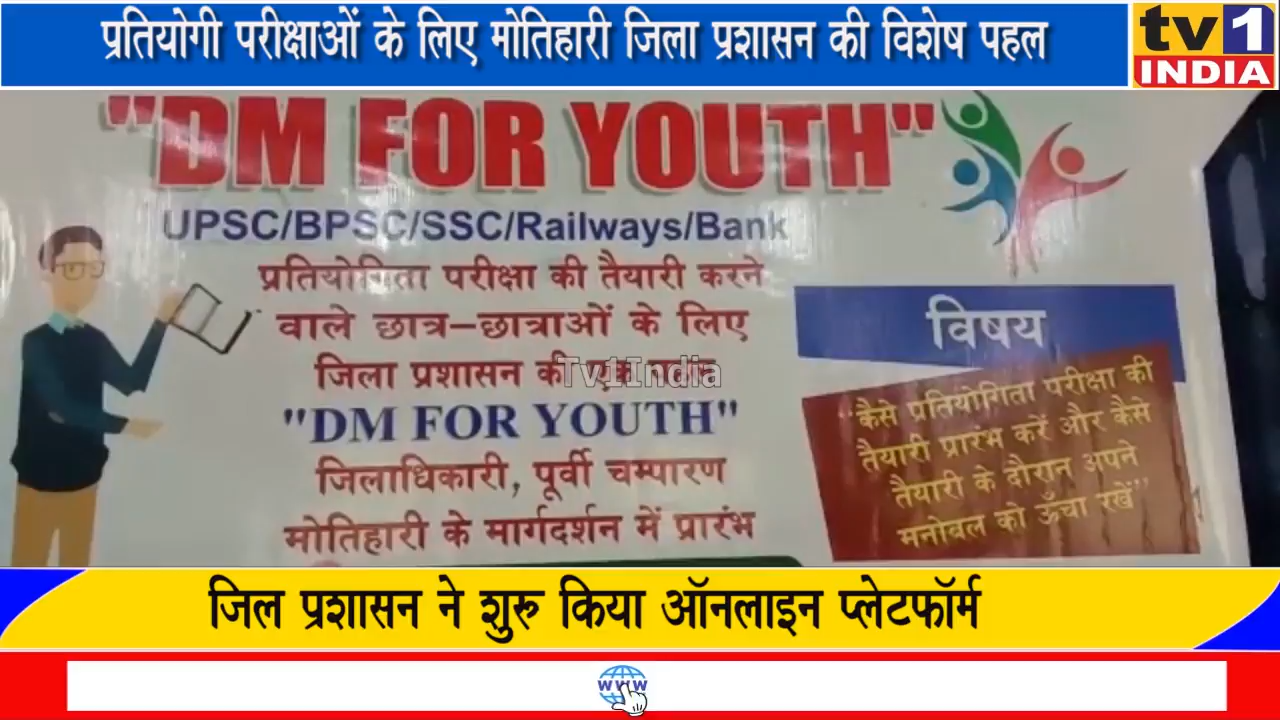 प्रतियोगी परीक्षाओं के लिए मोतिहारी जिला प्रशासन की विशेष पहल
tv1
INDIA
"DM FOR YOUTH"
UPSC/BPSC/SSC/Railways/Bank
प्रतियोगिता परीक्षा की तैयारी करने
वाले छात्र-छात्राओं के लिए
जिला प्रशासन की एक
Tv1India
"DM FOR YOUTH"
जिलाधिकारी, पूर्वी चम्पारण
मोतिहारी के मार्गदर्शन में प्रारंभ
विषय
"कैसे प्रतियोगिता परीक्षा की
तैयारी प्रारंभ करें और कैसे
तैयारी के दौरान अपने
मनोबल को ऊँचा रखें"
जिल प्रशासन ने शुरु किया ऑनलाइन प्लेटफॉर्म
www